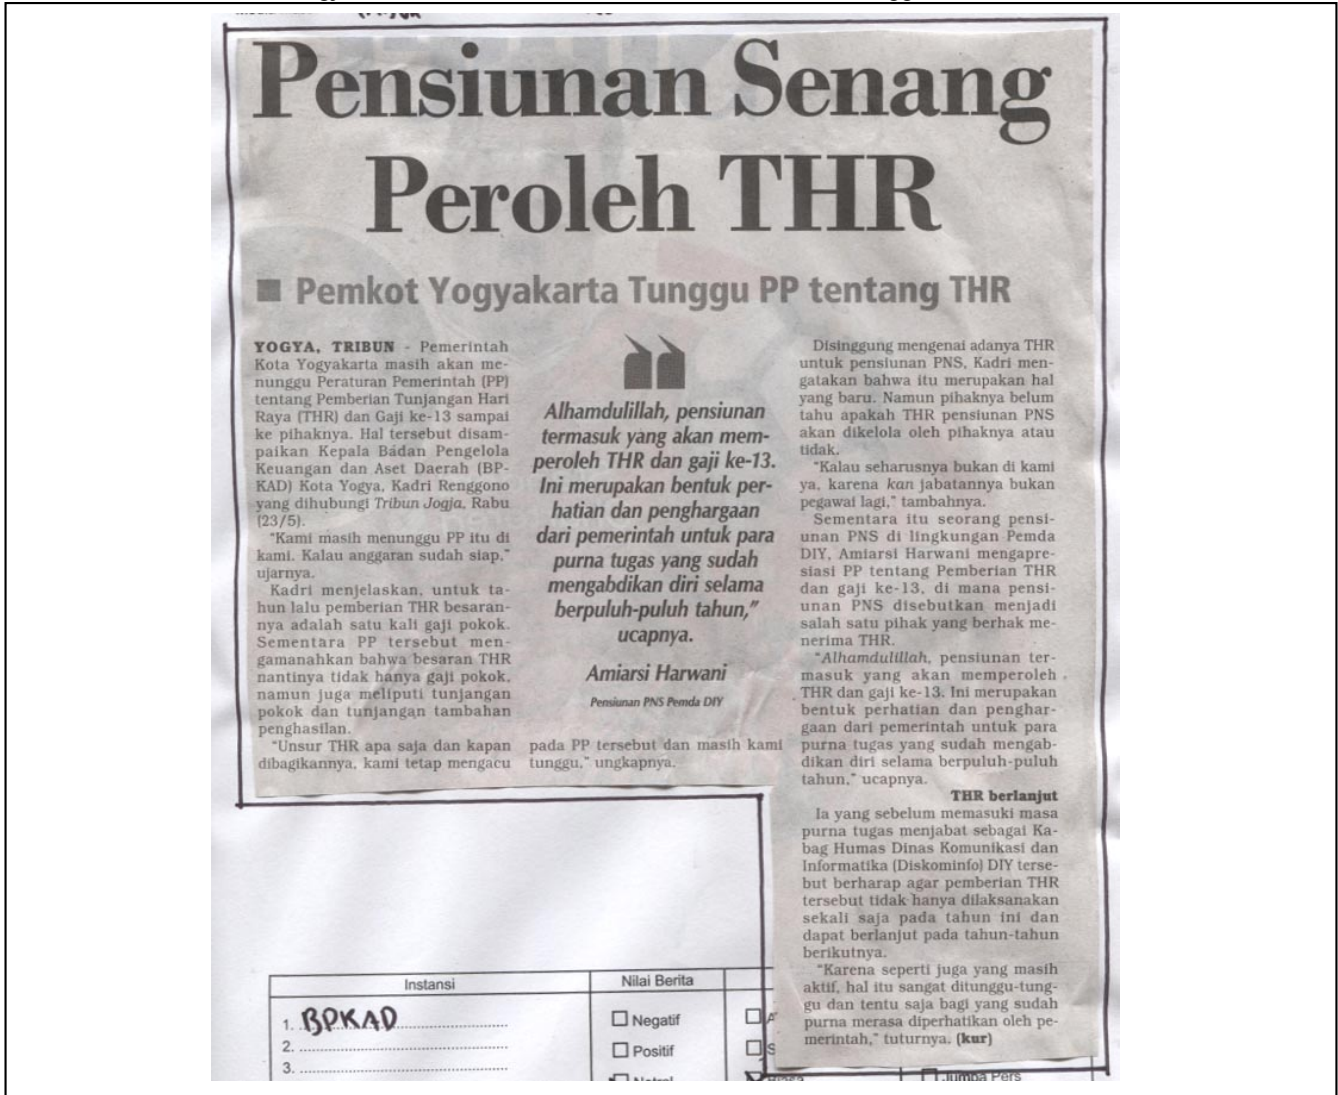 Pensiunan Senang
Peroleh THR
Pemkot Yogyakarta Tunggu PP tentang THR
YOGYA, TRIBUN - Pemerintah
Kota Yogyakarta masih akan me-
nunggu Peraturan Pemerintah (PP)
tentang Pemberian Tunjangan Hari
Raya (THR) dan Gaji ke-13 sampai
ke pihaknya. Hal tersebut disam-
paikan Kepala Badan Pengelola
Keuangan dan Aset Daerah (BP-
KAD) Kota Yogya, Kadri Renggono
yang dihubungi Tribun Jogja, Rabu
(23/5).
"Kami masih menunggu PP itu di
kami. Kalau anggaran sudah siap,"
ujarnya.
Kadri menjelaskan, untuk ta-
hun lalu pemberian THR besaran-
nya adalah satu kali gaji pokok.
Sementara PP tersebut men-
gamanahkan bahwa besaran THR
nantinya tidak hanya gaji pokok,
namun juga meliputi tunjangan
pokok dan tunjangan tambahan
penghasilan.
"Unsur THR apa saja dan kapan
dibagikannya, kami tetap mengacu
Alhamdulillah, pensiunan
termasuk yang akan mem-
peroleh THR dan gaji ke-13.
Ini merupakan bentuk per-
hatian dan penghargaan
dari pemerintah untuk para
purna tugas yang sudah
mengabdikan diri selama
berpuluh-puluh tahun,"
ucapnya.
Amiarsi Harwani
Pensiunan PNS Pemda DIY
pada PP tersebut dan masih kami
tunggu," ungkapnya.
Disinggung mengenai adanya THR
untuk pensiunan PNS, Kadri men-
gatakan bahwa itu merupakan hal
yang baru. Namun pihaknya belum
tahu apakah THR pensiunan PNS
akan dikelola oleh pihaknya atau
tidak.
"Kalau seharusnya bukan di kami
ya, karena kan jabatannya bukan
pegawai lagi," tambahnya.
Sementara itu seorang pensi-
unan PNS di lingkungan Pemda
DIY, Amiarsi Harwani mengapre-
siasi PP tentang Pemberian THR
dan gaji ke-13, di mana pensi-
unan PNS disebutkan menjadi
salah satu pihak yang berhak me-
nerima THR.
"Alhamdulillah, pensiunan ter-
masuk yang akan memperoleh
THR dan gaji ke-13. Ini merupakan
bentuk perhatian dan penghar-
gaan dari pemerintah untuk para
purna tugas yang sudah mengab-
dikan diri selama berpuluh-puluh
tahun," ucapnya.
THR berlanjut
Ia yang sebelum memasuki masa
purna tugas menjabat sebagai Ka-
bag Humas Dinas Komunikasi dan
Informatika (Diskominfo) DIY terse-
but berharap agar pemberian THR
tersebut tidak hanya dilaksanakan
sekali saja pada tahun ini dan
dapat berlanjut pada tahun-tahun
berikutnya.
"Karena seperti juga yang masih
aktif, hal itu sangat ditunggu-tung-
gu dan tentu saja bagi yang sudah
purna merasa diperhatikan oleh pe-
merintah," tuturnya. (kur)
Instansi
Nilai Berita
1. BPKAD
2.
3.
Negatif
Positif
Netral
Biasa
Jumpa Pers